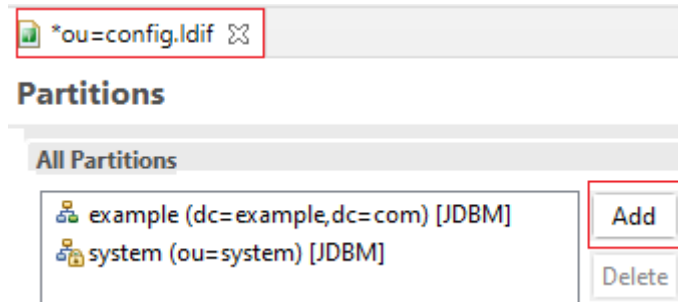 *ou=config.ldif
Partitions
All Partitions
example (dc=example,dc=com) [JDBM]
Add
system (ou=system) [JDBM]
Delete